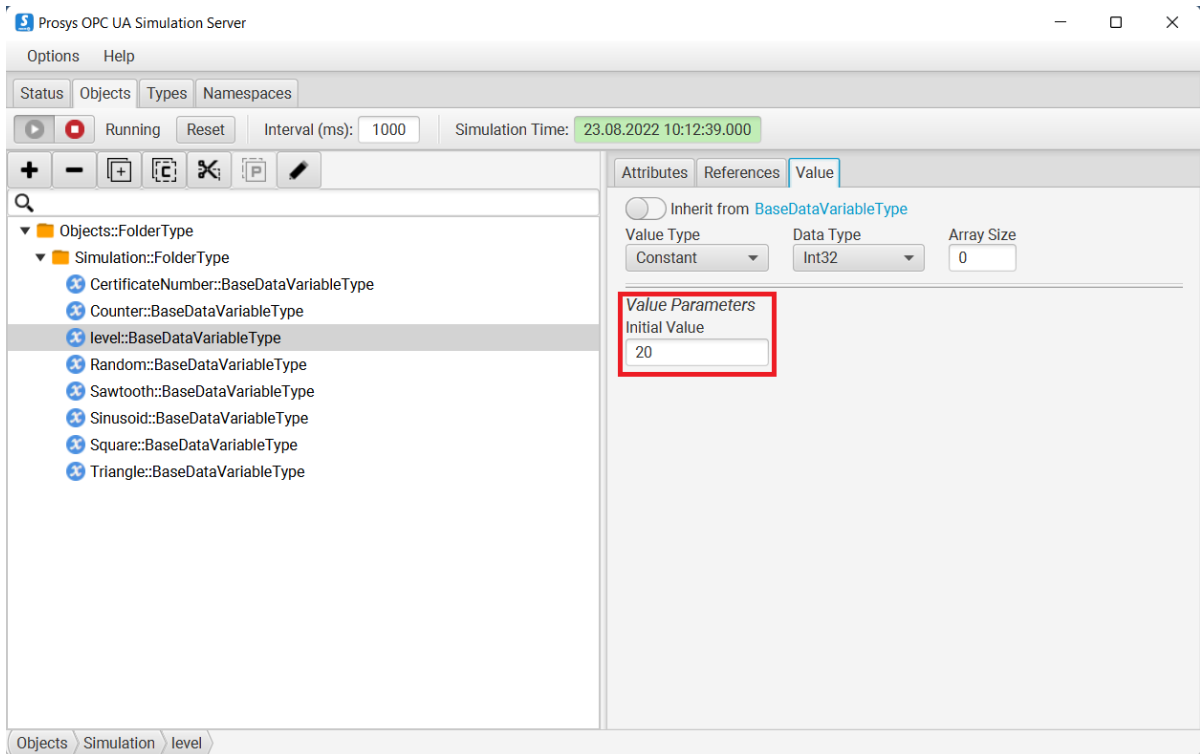 Prosys OPC UA Simulation Server
Options Help
Status Objects Types Namespaces
Running Reset Interval (ms): 1000 Simulation Time: 23.08.2022 10:12:39.000
Attributes References Value
Inherit from BaseDataVariableType
Value Type Data Type Array Size
Constant Int32 0
Value Parameters
Initial Value
20
Objects::FolderType
Simulation::FolderType
CertificateNumber::BaseDataVariableType
Counter::BaseDataVariableType
level::BaseDataVariableType
Random::BaseDataVariableType
Sawtooth::BaseDataVariableType
Sinusoid::BaseDataVariableType
Square::BaseDataVariableType
Triangle::BaseDataVariableType
Objects Simulation level